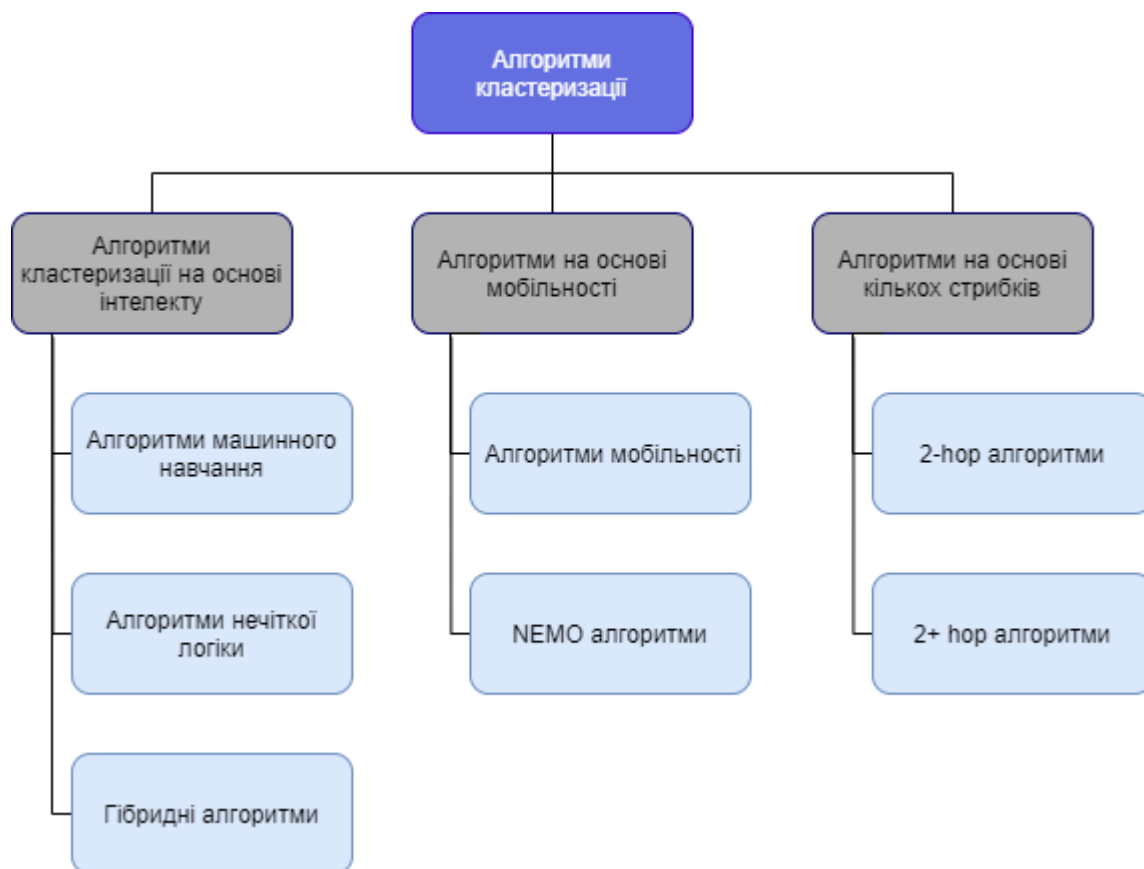 Алгоритми
кластеризації
Алгоритми
кластеризації на основі
інтелекту
Алгоритми на основі
мобільності
Алгоритми на основі
кількох стрибків
Алгоритми машинного
навчання
Алгоритми мобільності
2-hop алгоритми
Алгоритми нечіткої
логіки
NEMO алгоритми
2+ hop алгоритми
Гібридні алгоритми